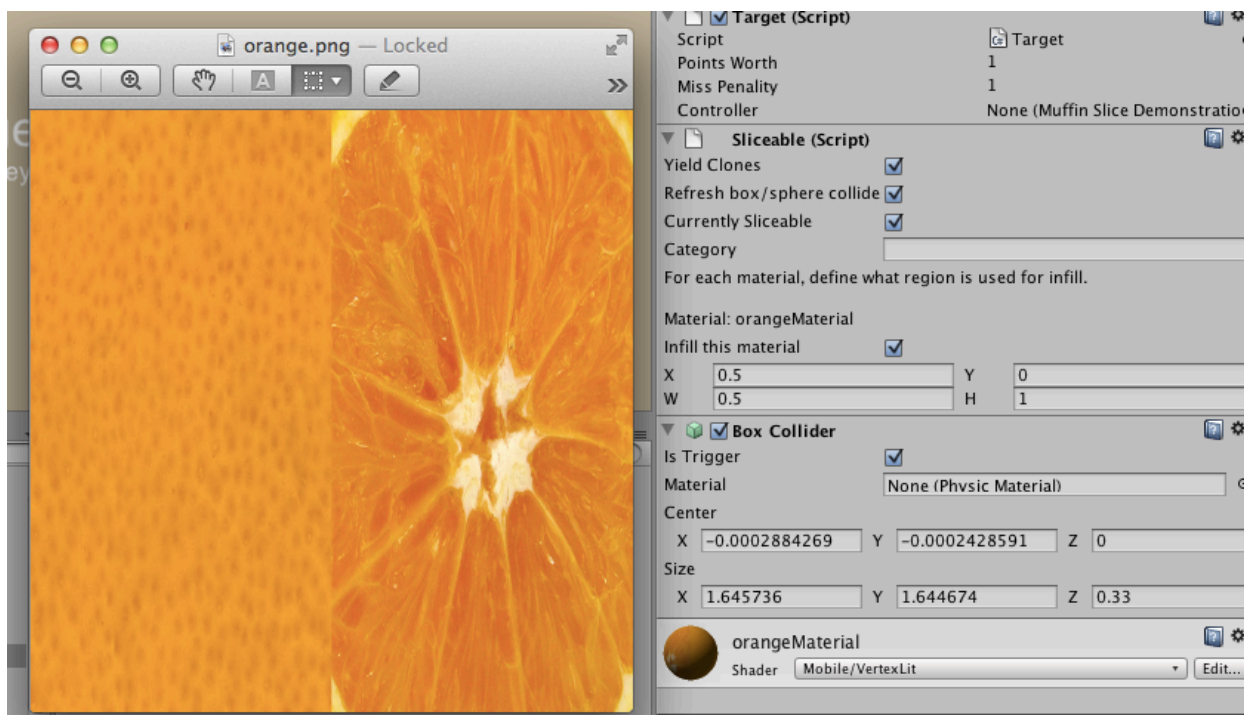 orange.png — Locked
A
e
ey
Target (Script)
Script Target
Points Worth 1
Miss Penality 1
Controller None (Muffin Slice Demonstratio
Sliceable (Script)
Yield Clones
Refresh box/sphere collide
Currently Sliceable
Category
For each material, define what region is used for infill.
Material: orangeMaterial
Infill this material
X 0.5 Y 0
W 0.5 H 1
Box Collider
Is Trigger
Material None (Physic Material)
Center
X -0.0002884269 Y -0.0002428591 Z 0
Size
X 1.645736 Y 1.644674 Z 0.33
orangeMaterial
Shader Mobile/VertexLit Edit...